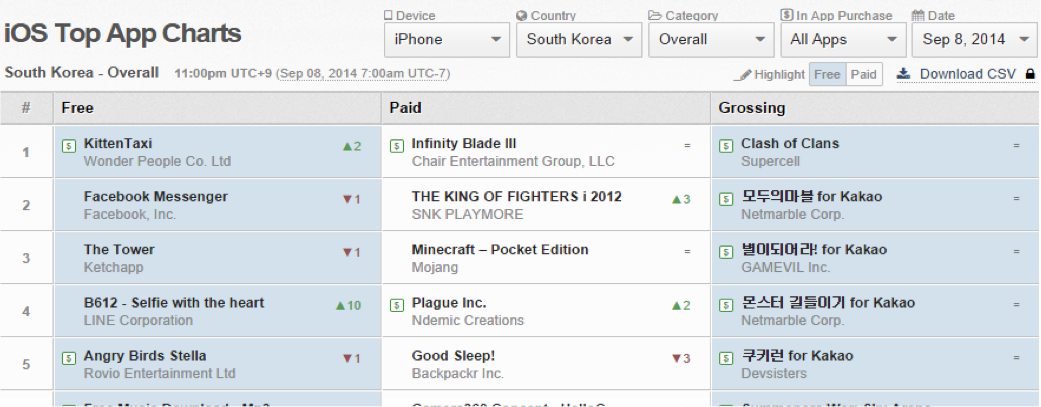 iOS Top App Charts
Device
Country
Category
In App Purchase
Date
iPhone
South Korea
Overall
All Apps
Sep 8, 2014
South Korea - Overall 11:00pm UTC+9 (Sep 08, 2014 7:00am UTC-7)
Highlight Free Paid Download CSV
# Free Paid Grossing
1
$ KittenTaxi ▲2
Wonder People Co. Ltd
$ Infinity Blade III =
Chair Entertainment Group, LLC
$ Clash of Clans =
Supercell
2
Facebook Messenger ▼1
Facebook, Inc.
THE KING OF FIGHTERS i 2012 ▲3
SNK PLAYMORE
$ 모두의마블 for Kakao =
Netmarble Corp.
3
The Tower ▼1
Ketchapp
Minecraft – Pocket Edition =
Mojang
$ 별이되어라! for Kakao =
GAMEVIL Inc.
4
B612 - Selfie with the heart ▲10
LINE Corporation
$ Plague Inc. ▲2
Ndemic Creations
$ 몬스터 길들이기 for Kakao =
Netmarble Corp.
5
$ Angry Birds Stella ▼1
Rovio Entertainment Ltd
Good Sleep! ▼3
Backpackr Inc.
$ 쿠키런 for Kakao =
Devsisters